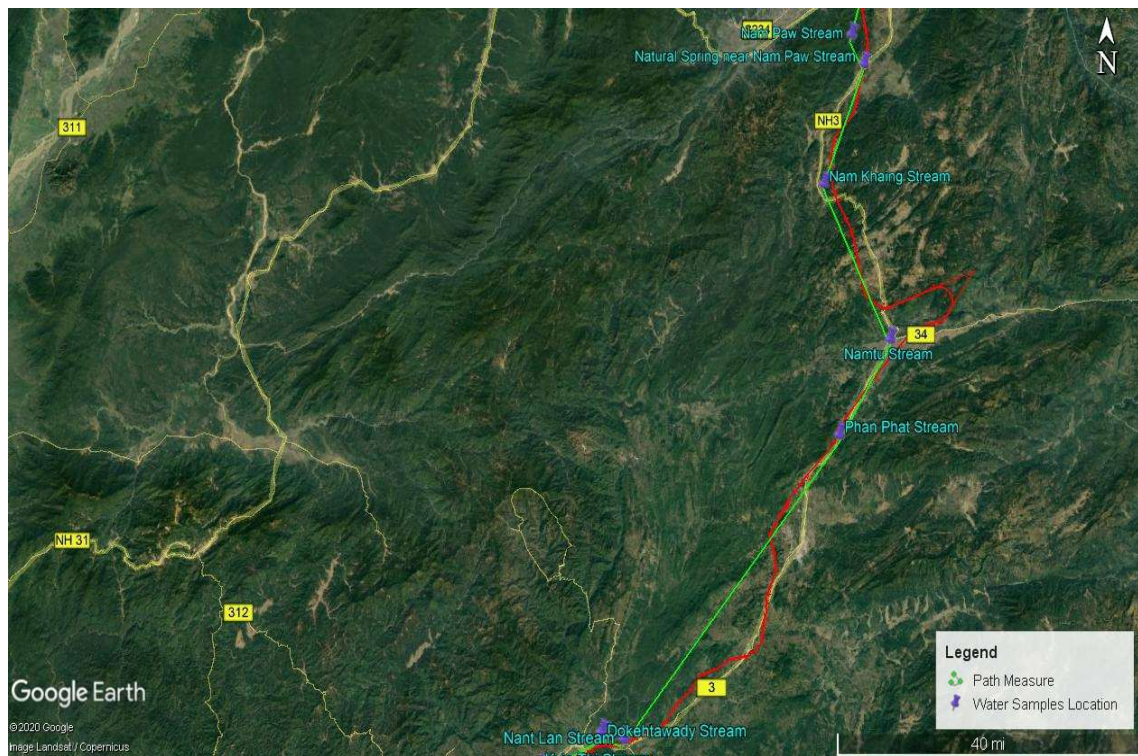 Nam Paw Stream
Natural Spring near Nam Paw Stream
N
311
NH3
Nam Khaing Stream
34
Namtu Stream
Phan Phat Stream
NH 31
312
Legend
Path Measure
Water Samples Location
3
Google Earth
Dokehtawady Stream
Nant Lan Stream
©2020 Google
Image Landsat / Copernicus
40 mi